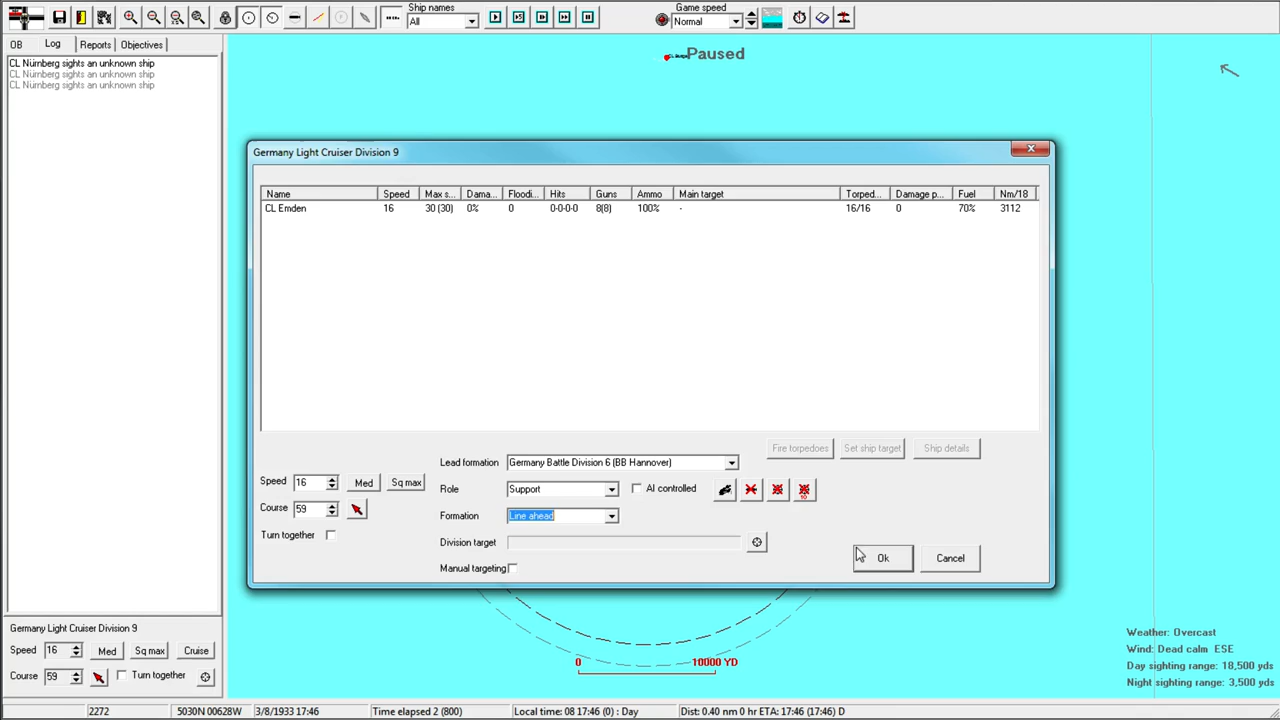 Ship names
All
Game speed
Normal
OB Log Reports Objectives
CL Nürnberg sights an unknown ship
CL Nürnberg sights an unknown ship
CL Nürnberg sights an unknown ship
Paused
Germany Light Cruiser Division 9
Name Speed Max s... Dama... Floodi... Hits Guns Ammo Main target Torped... Damage p... Fuel Nm/18
CL Emden 16 30 (30) 0% 0 0-0-0-0 8(8) 100% - 16/16 0 70% 3112
Fire torpedoes Set ship target Ship details
Lead formation Germany Battle Division 6 (BB Hannover)
Speed 16 Med Sq max
Role Support AI controlled
10
Course 59
Formation Line ahead
Turn together
Division target
Manual targeting
Ok Cancel
Germany Light Cruiser Division 9
Speed 16 Med Sq max Cruise
Course 59 Turn together
0 10000 YD
Weather: Overcast
Wind: Dead calm ESE
Day sighting range: 18,500 yds
Night sighting range: 3,500 yds
2272 5030N 00628W 3/8/1933 17:46 Time elapsed 2 (800) Local time: 08 17:46 (0) : Day Dist: 0.40 nm 0 hr ETA: 17:46 (17:46) D